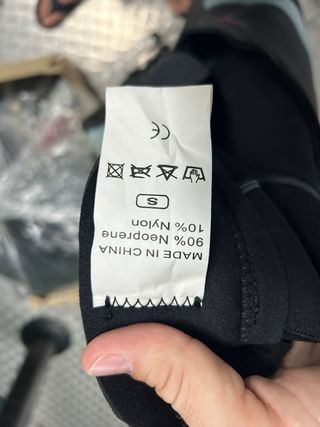 MADE IN CHINA
90% Neoprene
10% Nylon
S
CE